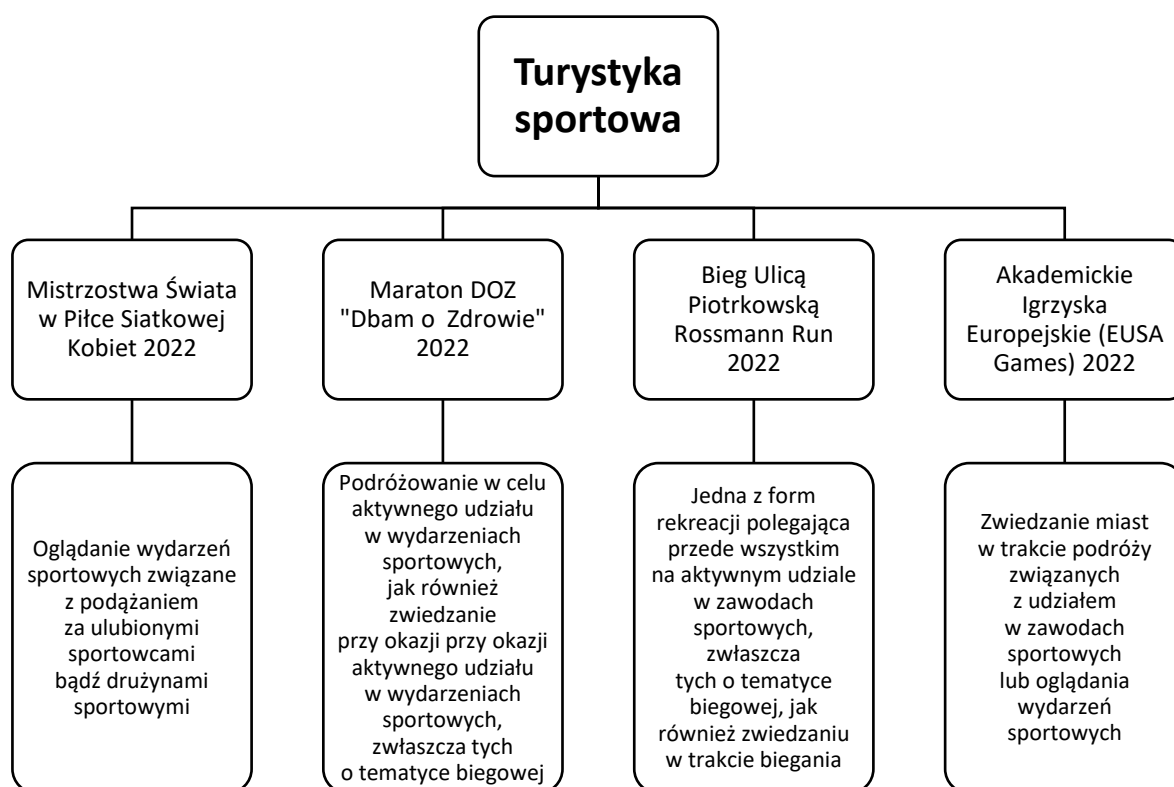 Turystyka
sportowa
Mistrzostwa Świata
w Piłce Siatkowej
Kobiet 2022
Maraton DOZ
"Dbam o Zdrowie"
2022
Bieg Ulicą
Piotrkowską
Rossmann Run
2022
Akademickie
Igrzyska
Europejskie (EUSA
Games) 2022
Oglądanie wydarzeń
sportowych związane
z podążaniem
za ulubionymi
sportowcami
bądź drużynami
sportowymi
Podróżowanie w celu
aktywnego udziału
w wydarzeniach
sportowych,
jak również
zwiedzanie
przy okazji przy okazji
aktywnego udziału
w wydarzeniach
sportowych,
zwłaszcza tych
o tematyce biegowej
Jedna z form
rekreacji polegająca
przede wszystkim
na aktywnym udziale
w zawodach
sportowych,
zwłaszcza
tych o tematyce
biegowej, jak
również zwiedzaniu
w trakcie biegania
Zwiedzanie miast
w trakcie podróży
związanych
z udziałem
w zawodach
sportowych
lub oglądania
wydarzeń
sportowych